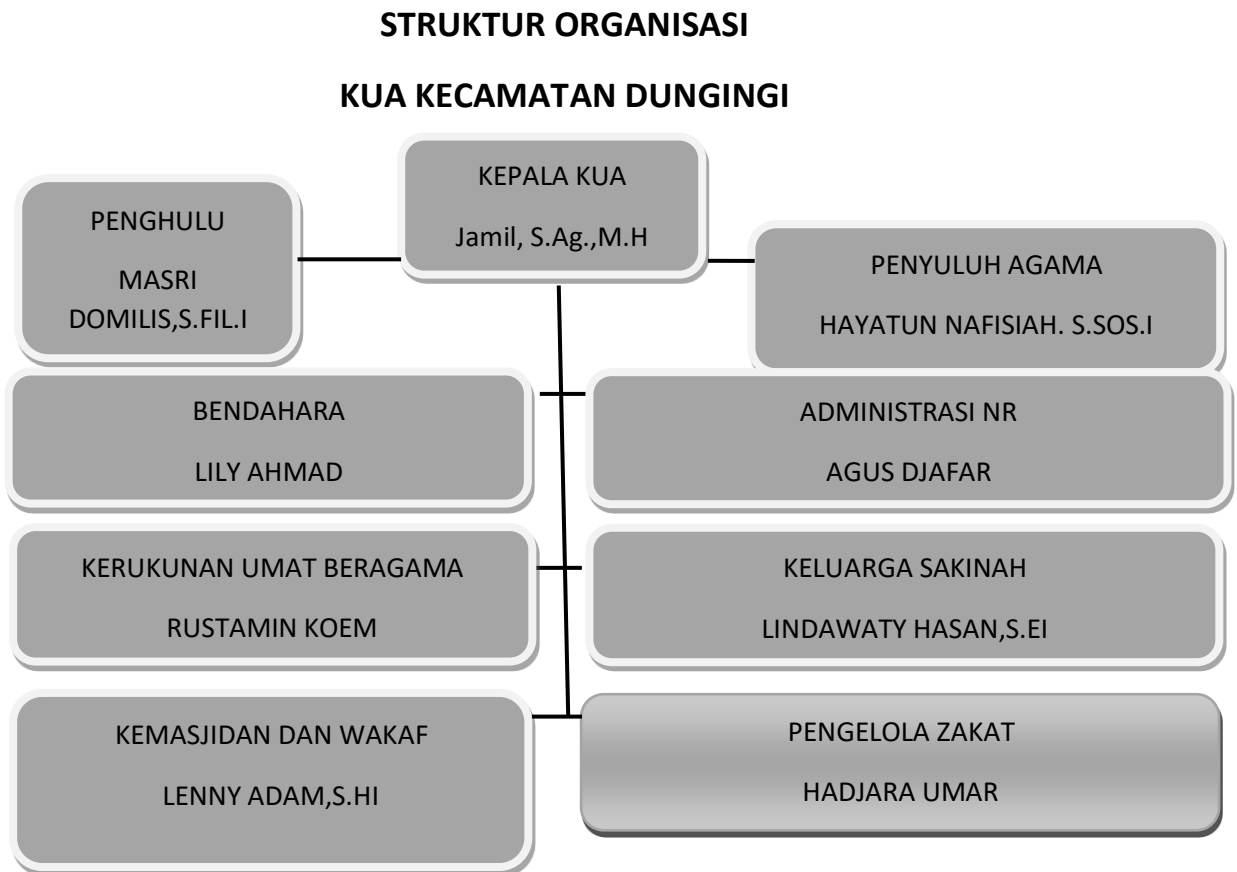 STRUKTUR ORGANISASI
KUA KECAMATAN DUNGINGI
KEPALA KUA
Jamil, S.Ag.,M.H
PENGHULU
MASRI
DOMILIS,S.FIL.I
PENYULUH AGAMA
HAYATUN NAFISIAH. S.SOS.I
BENDAHARA
LILY AHMAD
ADMINISTRASI NR
AGUS DJAFAR
KERUKUNAN UMAT BERAGAMA
RUSTAMIN KOEM
KELUARGA SAKINAH
LINDAWATY HASAN,S.EI
KEMASJIDAN DAN WAKAF
LENNY ADAM,S.HI
PENGELOLA ZAKAT
HADJARA UMAR